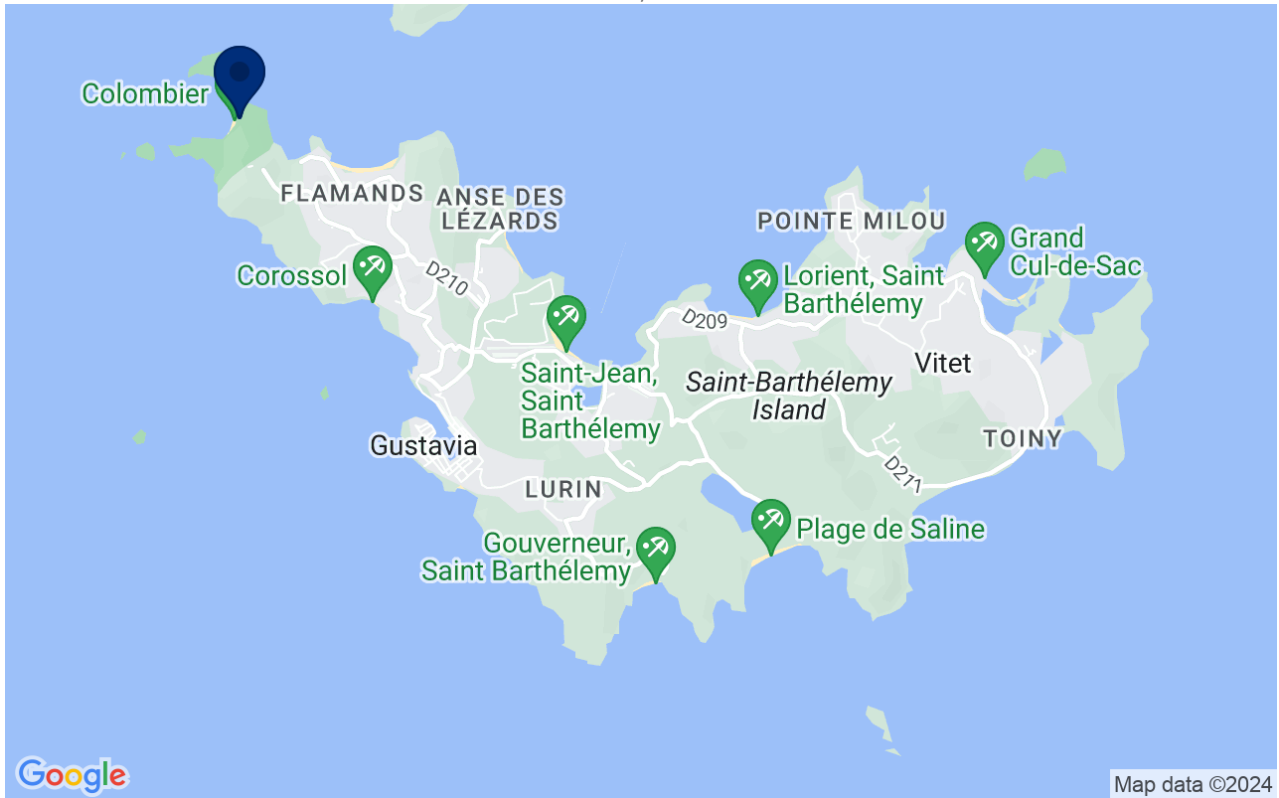 Colombier
FLAMANDS
ANSE DES
LÉZARDS
POINTE MILOU
Grand
Cul-de-Sac
Corossol
D210
Lorient, Saint
Barthélemy
D209
Saint-Jean,
Saint
Barthélemy
Saint-Barthélemy
Island
Vitet
Gustavia
TOINY
LURIN
D211
Gouverneur,
Saint Barthélemy
Plage de Saline
Google
Map data ©2024